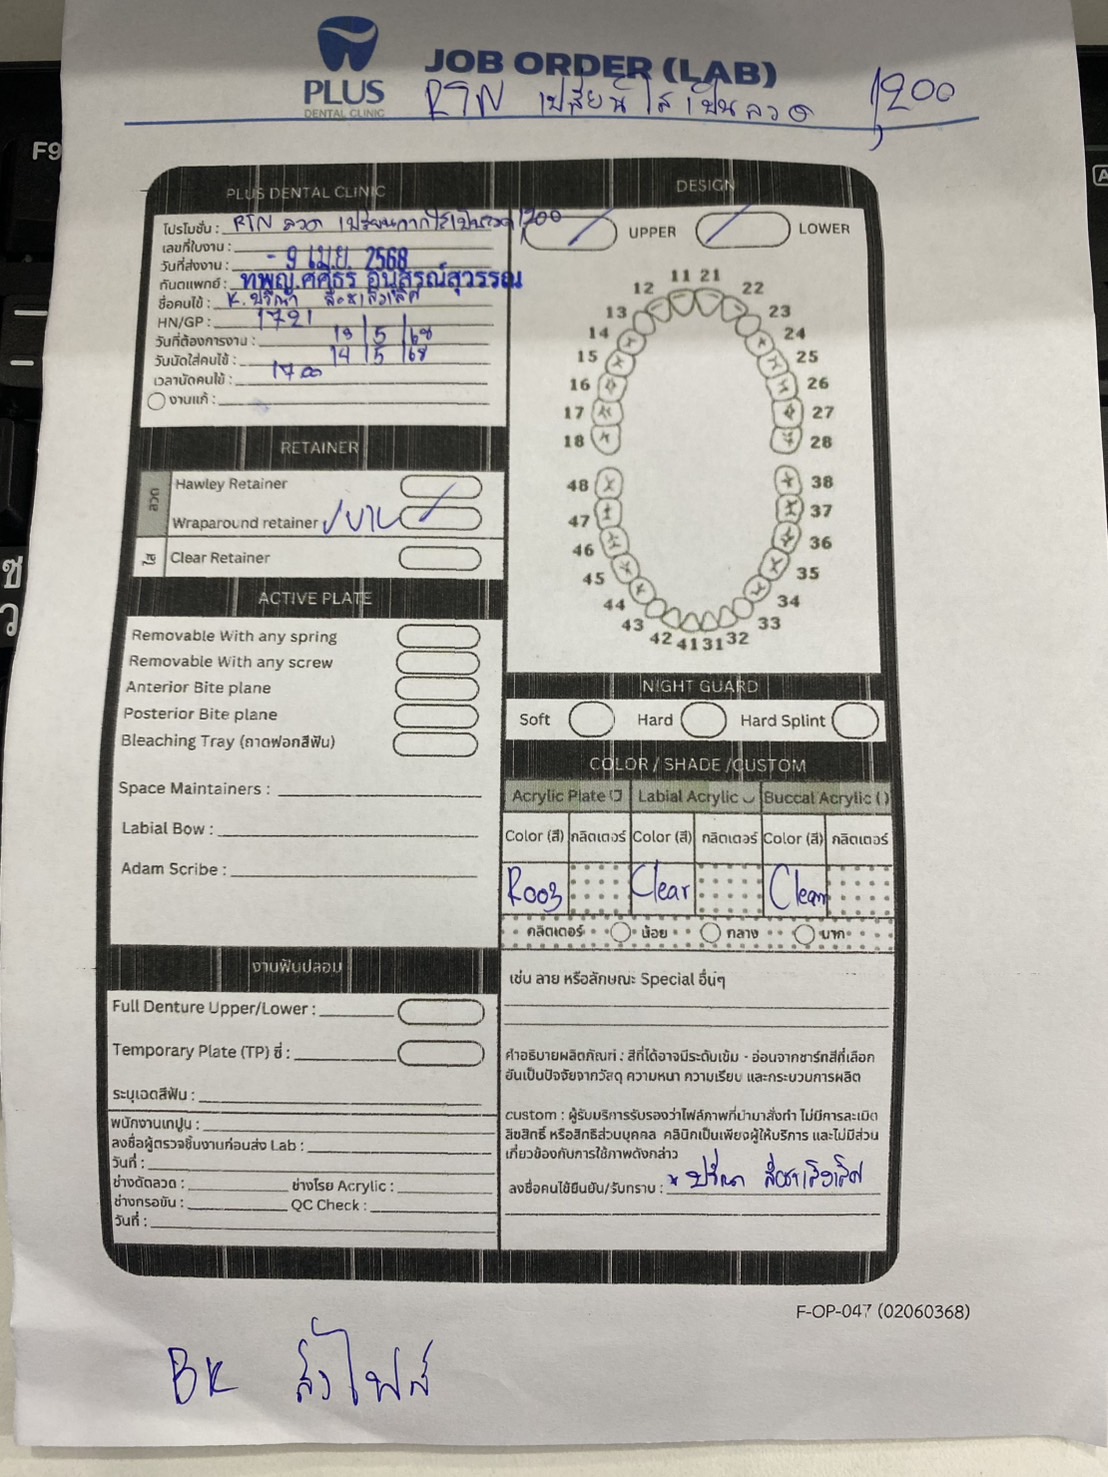 PLUS
DENTAL CLINIC
JOB ORDER (LAB)
RTN เปลี่ยนใสเป็นลวด 1,200
PLUS DENTAL CLINIC
โปรโมชั่น : RTN ลวด เปลี่ยนจากใสเป็นลวด 1,200
เลขที่ใบงาน :
วันที่ส่งงาน : - 9 เม.ย. 2568
ทันตแพทย์ : ทพญ.ศศิธร อนุสรณ์สุวรรณ
ชื่อคนไข้ : K. ปวีณา
HN/GP : 1721
วันที่ต้องการงาน : 13 | 5 | 68
วันนัดใส่คนไข้ : 14 | 5 | 68
เวลานัดคนไข้ : 17 00
งานแก้ :
DESIGN
UPPER LOWER
11 21
12 22
13 23
14 24
15 25
16 26
17 27
18 28
48 38
47 37
46 36
45 35
44 34
43 33
42 41 31 32
RETAINER
ลวด
Hawley Retainer
Wraparound retainer บาง
ใส
Clear Retainer
ACTIVE PLATE
Removable With any spring
Removable With any screw
Anterior Bite plane
Posterior Bite plane
Bleaching Tray (ถาดฟอกสีฟัน)
Space Maintainers :
Labial Bow :
Adam Scribe :
NIGHT GUARD
Soft Hard Hard Splint
COLOR / SHADE /CUSTOM
Acrylic Plate Labial Acrylic Buccal Acrylic ( )
Color (สี) กลิตเตอร์ Color (สี) กลิตเตอร์ Color (สี) กลิตเตอร์
R003 Clear Clear
กลิตเตอร์ น้อย กลาง มาก
เช่น ลาย หรือลักษณะ Special อื่นๆ
งานฟันปลอม
Full Denture Upper/Lower :
Temporary Plate (TP) ซี่ :
ระบุเฉดสีฟัน :
พนักงานเทปูน :
ลงชื่อผู้ตรวจชิ้นงานก่อนส่ง Lab :
วันที่ :
ช่างดัดลวด : ช่างโรย Acrylic :
ช่างกรอขัน : QC Check :
วันที่ :
คำอธิบายผลิตภัณฑ์ : สีที่ได้อาจมีระดับเข้ม - อ่อนจากชาร์ทสีที่เลือก
อันเป็นปัจจัยจากวัสดุ ความหนา ความเรียบ และกระบวนการผลิต
custom : ผู้รับบริการรับรองว่าไฟล์ภาพที่นำมาสั่งทำ ไม่มีการละเมิด
ลิขสิทธิ์ หรือสิทธิส่วนบุคคล คลินิกเป็นเพียงผู้ให้บริการ และไม่มีส่วน
เกี่ยวข้องกับการใช้ภาพดังกล่าว
ลงชื่อคนไข้ยืนยัน/รับทราบ : ปวีณา
F-OP-047 (02060368)
BK ส่งไฟล์
F9